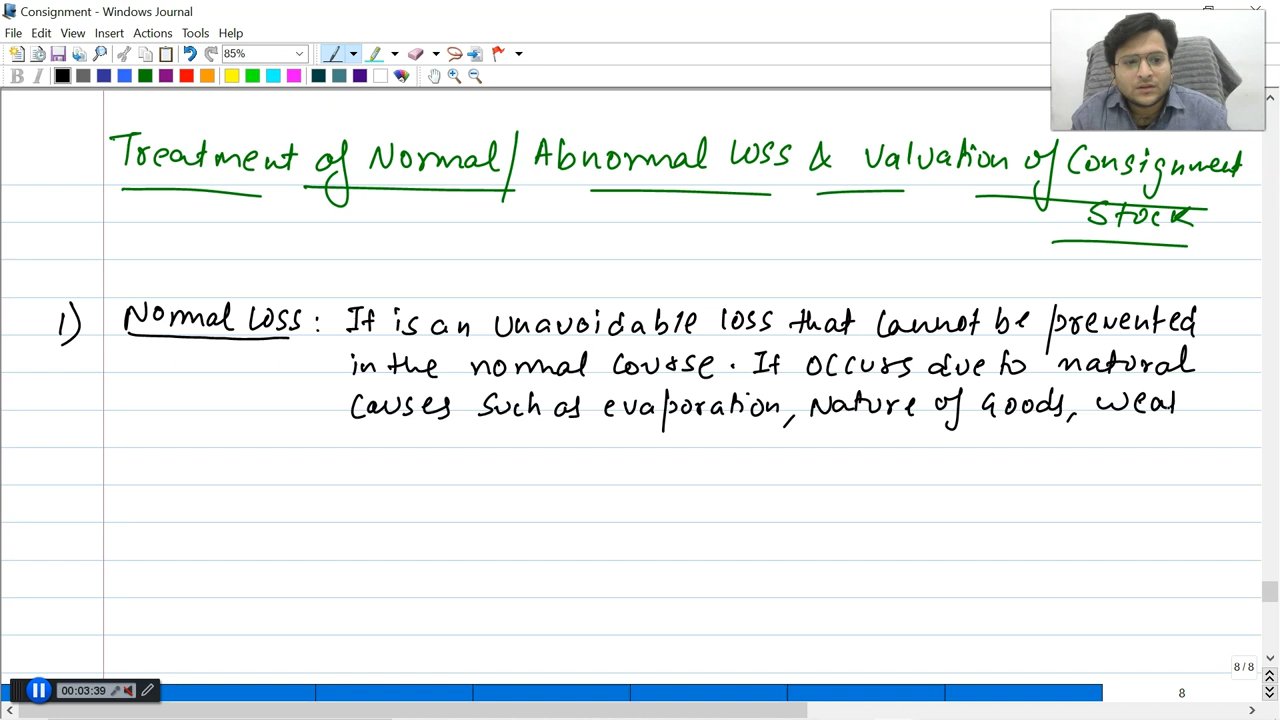 Consignment - Windows Journal
File Edit View Insert Actions Tools Help
85%
B I
Treatment of Normal / Abnormal Loss & Valuation of Consignment
Stock
1) Normal Loss : It is an unavoidable loss that cannot be prevented
in the normal course. It occurs due to natural
causes such as evaporation, Nature of Goods, weat
8 / 8
00:03:39
8